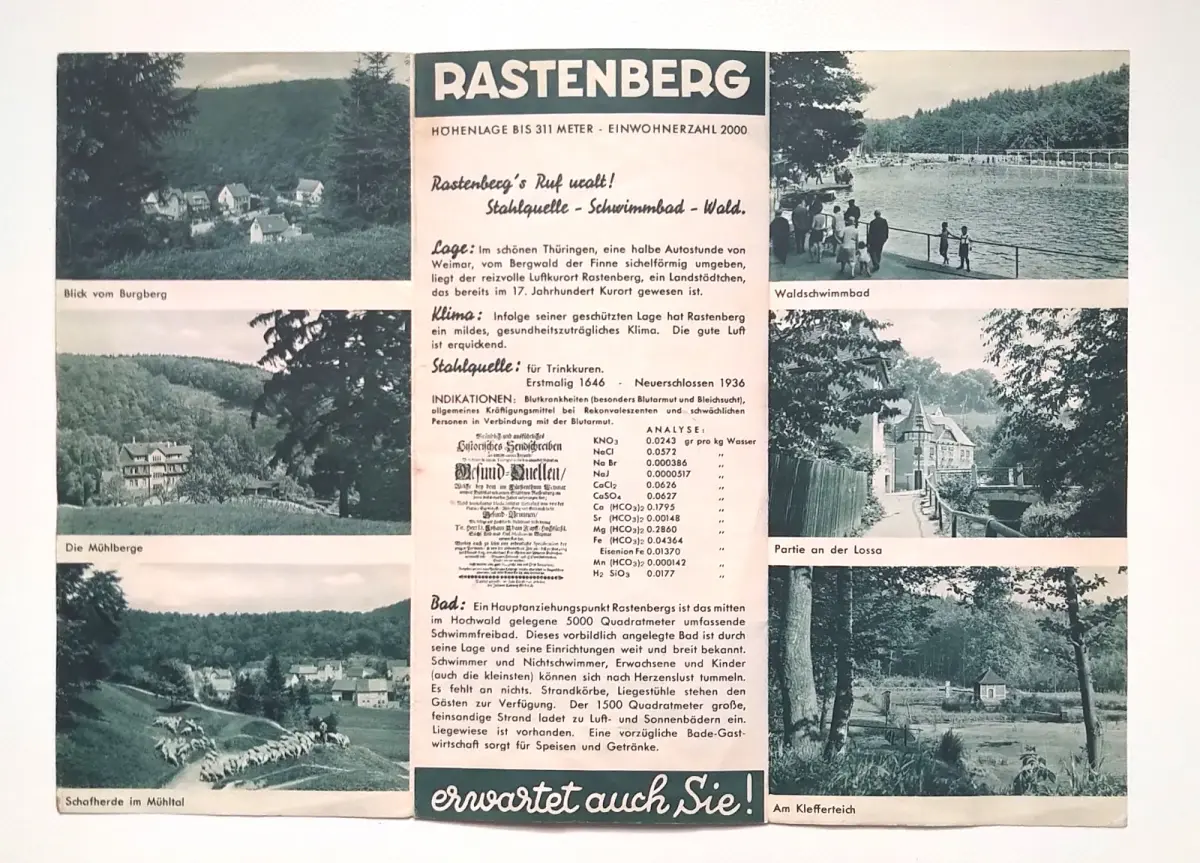 Blick vom Burgberg
Die Mühlberge
Schafherde im Mühltal
RASTENBERG
HÖHENLAGE BIS 311 METER - EINWOHNERZAHL 2000
Rastenberg's Ruf uralt!
Stahlquelle - Schwimmbad - Wald.
Lage: Im schönen Thüringen, eine halbe Autostunde von
Weimar, vom Bergwald der Finne sichelförmig umgeben,
liegt der reizvolle Luftkurort Rastenberg, ein Landstädtchen,
das bereits im 17. Jahrhundert Kurort gewesen ist.
Klima: Infolge seiner geschützten Lage hat Rastenberg
ein mildes, gesundheitszuträgliches Klima. Die gute Luft
ist erquickend.
Stahlquelle: für Trinkkuren.
Erstmalig 1646 - Neuerschlossen 1936
INDIKATIONEN: Blutkrankheiten (besonders Blutarmut und Bleichsucht),
allgemeines Kräftigungsmittel bei Rekonvaleszenten und schwächlichen
Personen in Verbindung mit der Blutarmut.
Historisches Sendschreiben
Gesund-Quellen/
ANALYSE:
KNO3 0.0243 gr pro kg Wasser
NaCl 0.0572 "
Na Br 0.000386 "
NaJ 0.0000517 "
CaCl2 0.0626 "
CaSO4 0.0627 "
Ca (HCO3)2 0.1795 "
Sr (HCO3)2 0.00148 "
Mg (HCO3)2 0.2860 "
Fe (HCO3)2 0.04364 "
Eisenion Fe 0.01370 "
Mn (HCO3)2 0.000142 "
H2 SiO3 0.0177 "
Bad: Ein Hauptanziehungspunkt Rastenbergs ist das mitten
im Hochwald gelegene 5000 Quadratmeter umfassende
Schwimmfreibad. Dieses vorbildlich angelegte Bad ist durch
seine Lage und seine Einrichtungen weit und breit bekannt.
Schwimmer und Nichtschwimmer, Erwachsene und Kinder
(auch die kleinsten) können sich nach Herzenslust tummeln.
Es fehlt an nichts. Strandkörbe, Liegestühle stehen den
Gästen zur Verfügung. Der 1500 Quadratmeter große,
feinsandige Strand ladet zu Luft- und Sonnenbädern ein.
Liegewiese ist vorhanden. Eine vorzügliche Bade-Gast-
wirtschaft sorgt für Speisen und Getränke.
erwartet auch Sie!
Waldschwimmbad
Partie an der Lossa
Am Klefferteich